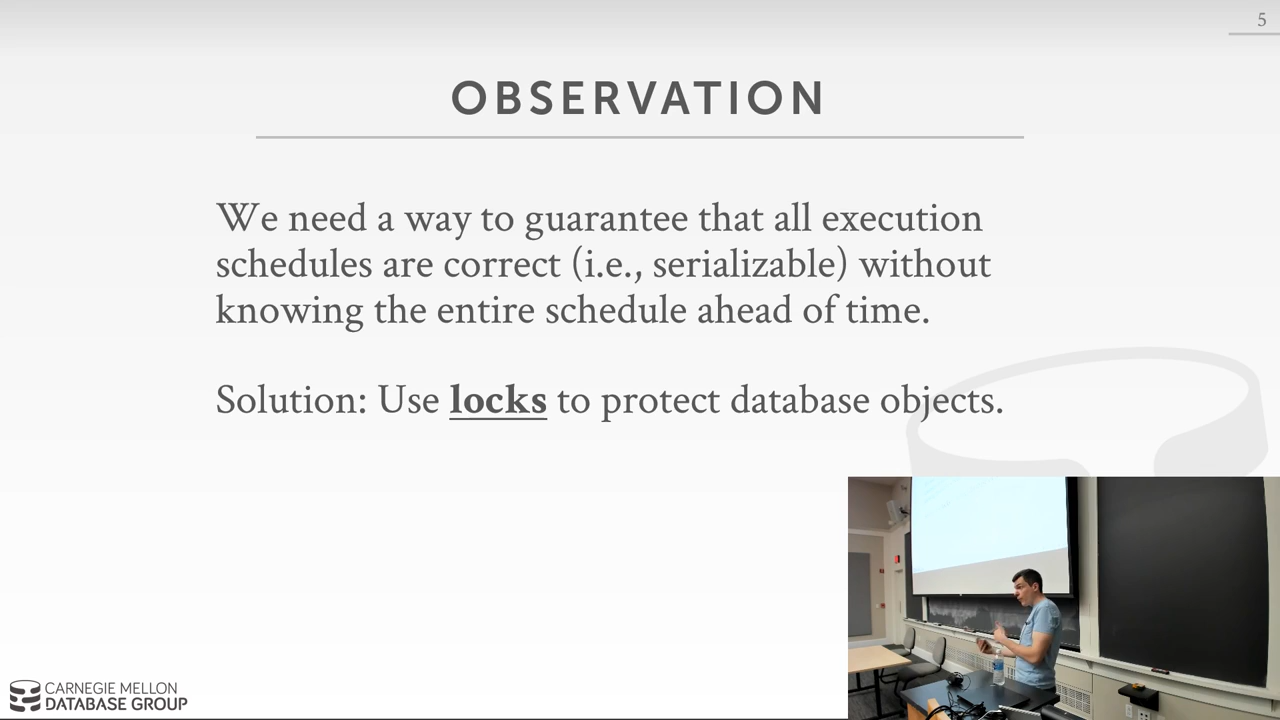 5
OBSERVATION
We need a way to guarantee that all execution
schedules are correct (i.e., serializable) without
knowing the entire schedule ahead of time.
Solution: Use locks to protect database objects.
CARNEGIE MELLON
DATABASE GROUP